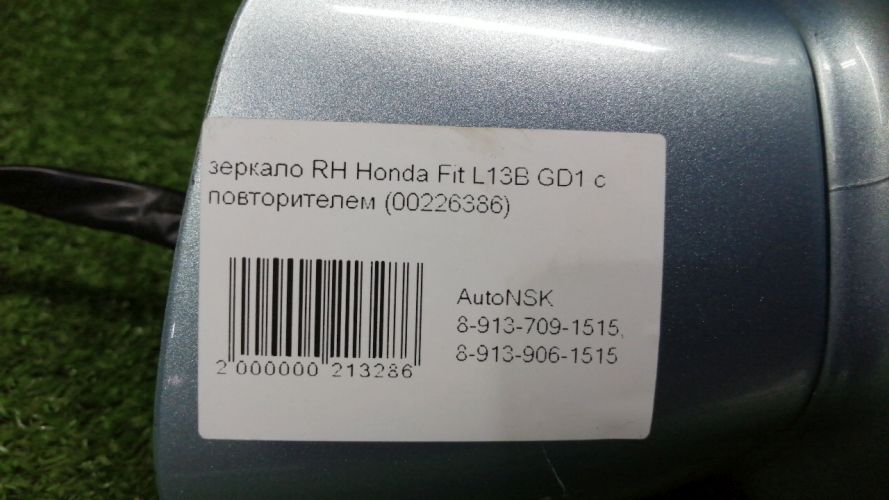 зеркало RH Honda Fit L13B GD1 с
повторителем (00226386)
AutoNSK
8-913-709-1515,
8-913-906-1515
2 000000 213286